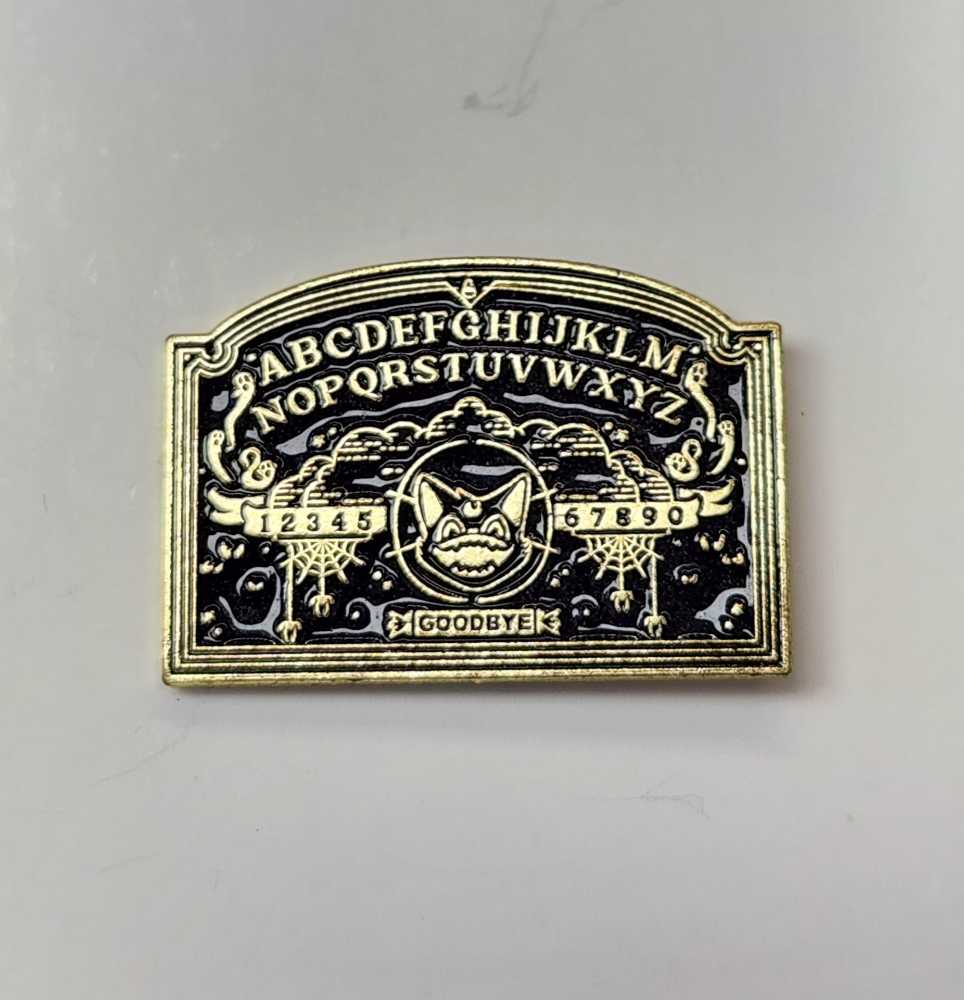 ABCDEFGHIJKLM
NOPQRSTUVWXYZ
12345 67890
GOODBYE